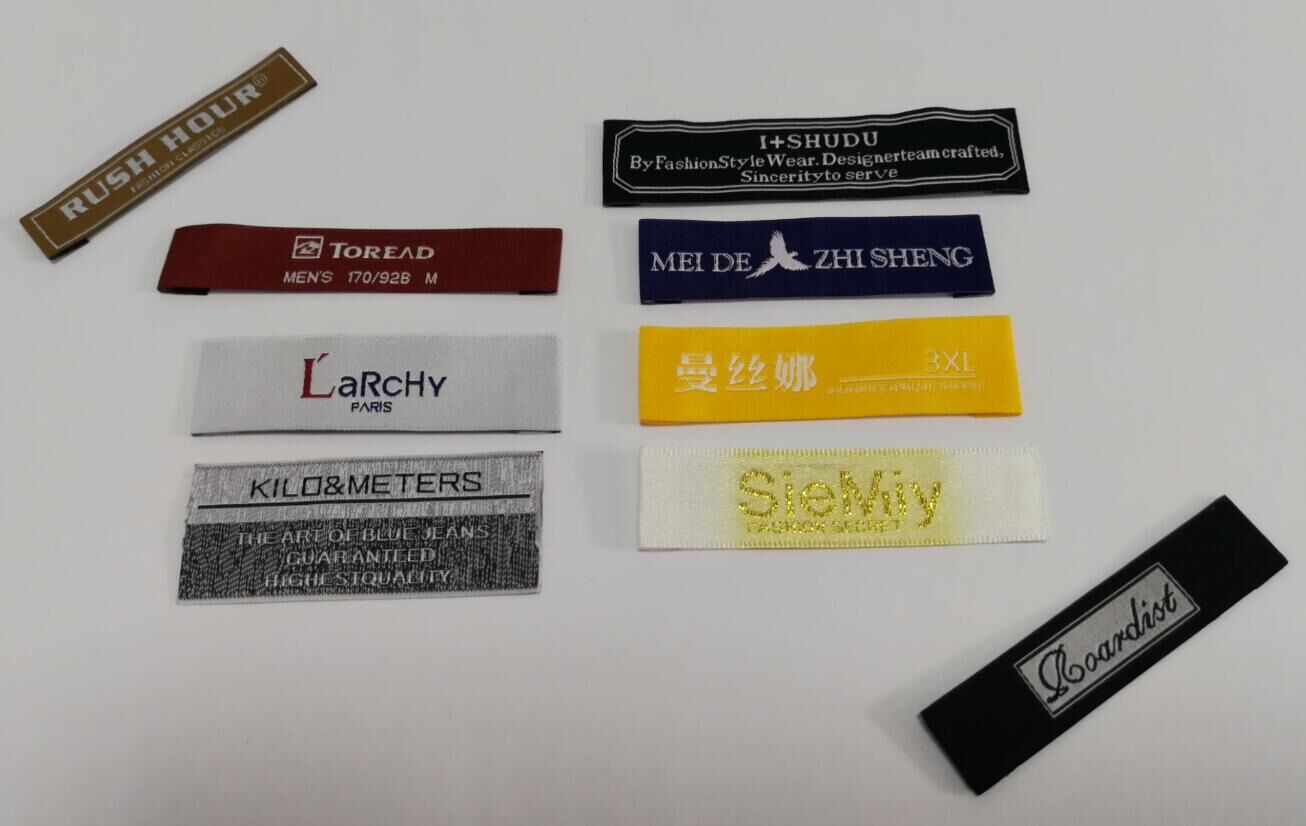 RUSH HOUR®
FASHION CLASSICS
TOREAD
MEN'S 170/92B M
L'aRcHy
PARIS
KILO&METERS
THE ART OF BLUE JEANS
GUARANTEED
HIGHESTQUALITY
I+SHUDU
By FashionStyle Wear. Designerteam crafted,
Sincerityto serve
MEI DE ZHI SHENG
曼丝娜 3XL
SieMiy
FASHION SECRET
Roardist